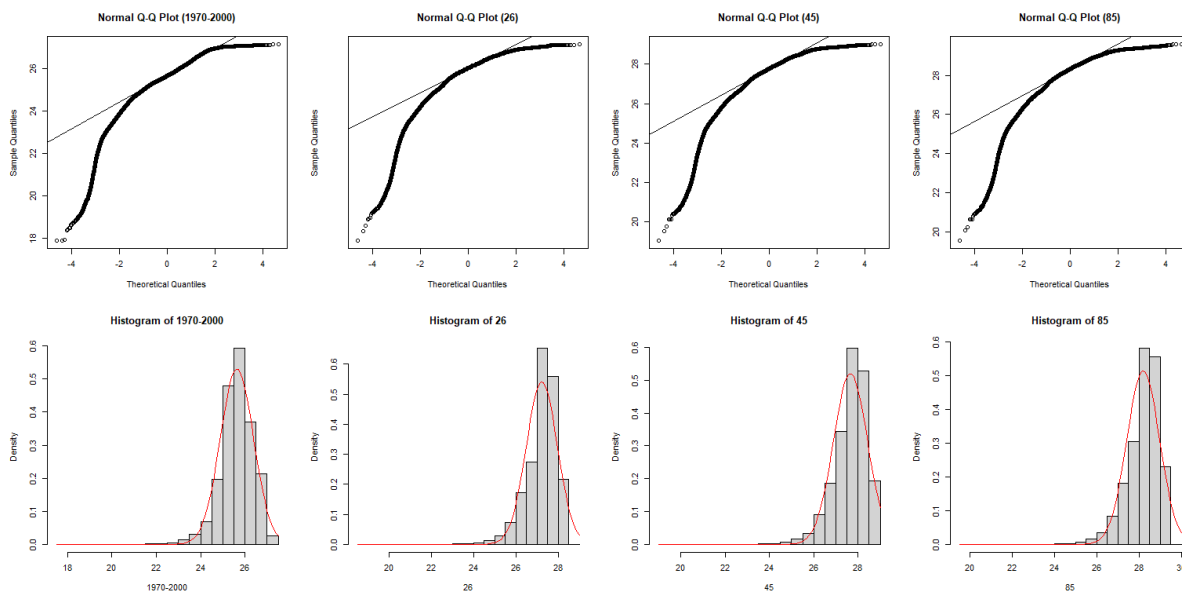 Normal Q-Q Plot (1970-2000)
Sample Quantiles
18 20 22 24 26
-4 -2 0 2 4
Theoretical Quantiles
Normal Q-Q Plot (26)
Sample Quantiles
20 22 24 26 28
-4 -2 0 2 4
Theoretical Quantiles
Normal Q-Q Plot (45)
Sample Quantiles
20 22 24 26 28
-4 -2 0 2 4
Theoretical Quantiles
Normal Q-Q Plot (85)
Sample Quantiles
20 22 24 26 28
-4 -2 0 2 4
Theoretical Quantiles
Histogram of 1970-2000
Density
0.0 0.1 0.2 0.3 0.4 0.5 0.6
18 20 22 24 26
1970-2000
Histogram of 26
Density
0.0 0.1 0.2 0.3 0.4 0.5 0.6
20 22 24 26 28
26
Histogram of 45
Density
0.0 0.1 0.2 0.3 0.4 0.5 0.6
20 22 24 26 28
45
Histogram of 85
Density
0.0 0.1 0.2 0.3 0.4 0.5 0.6
20 22 24 26 28 30
85